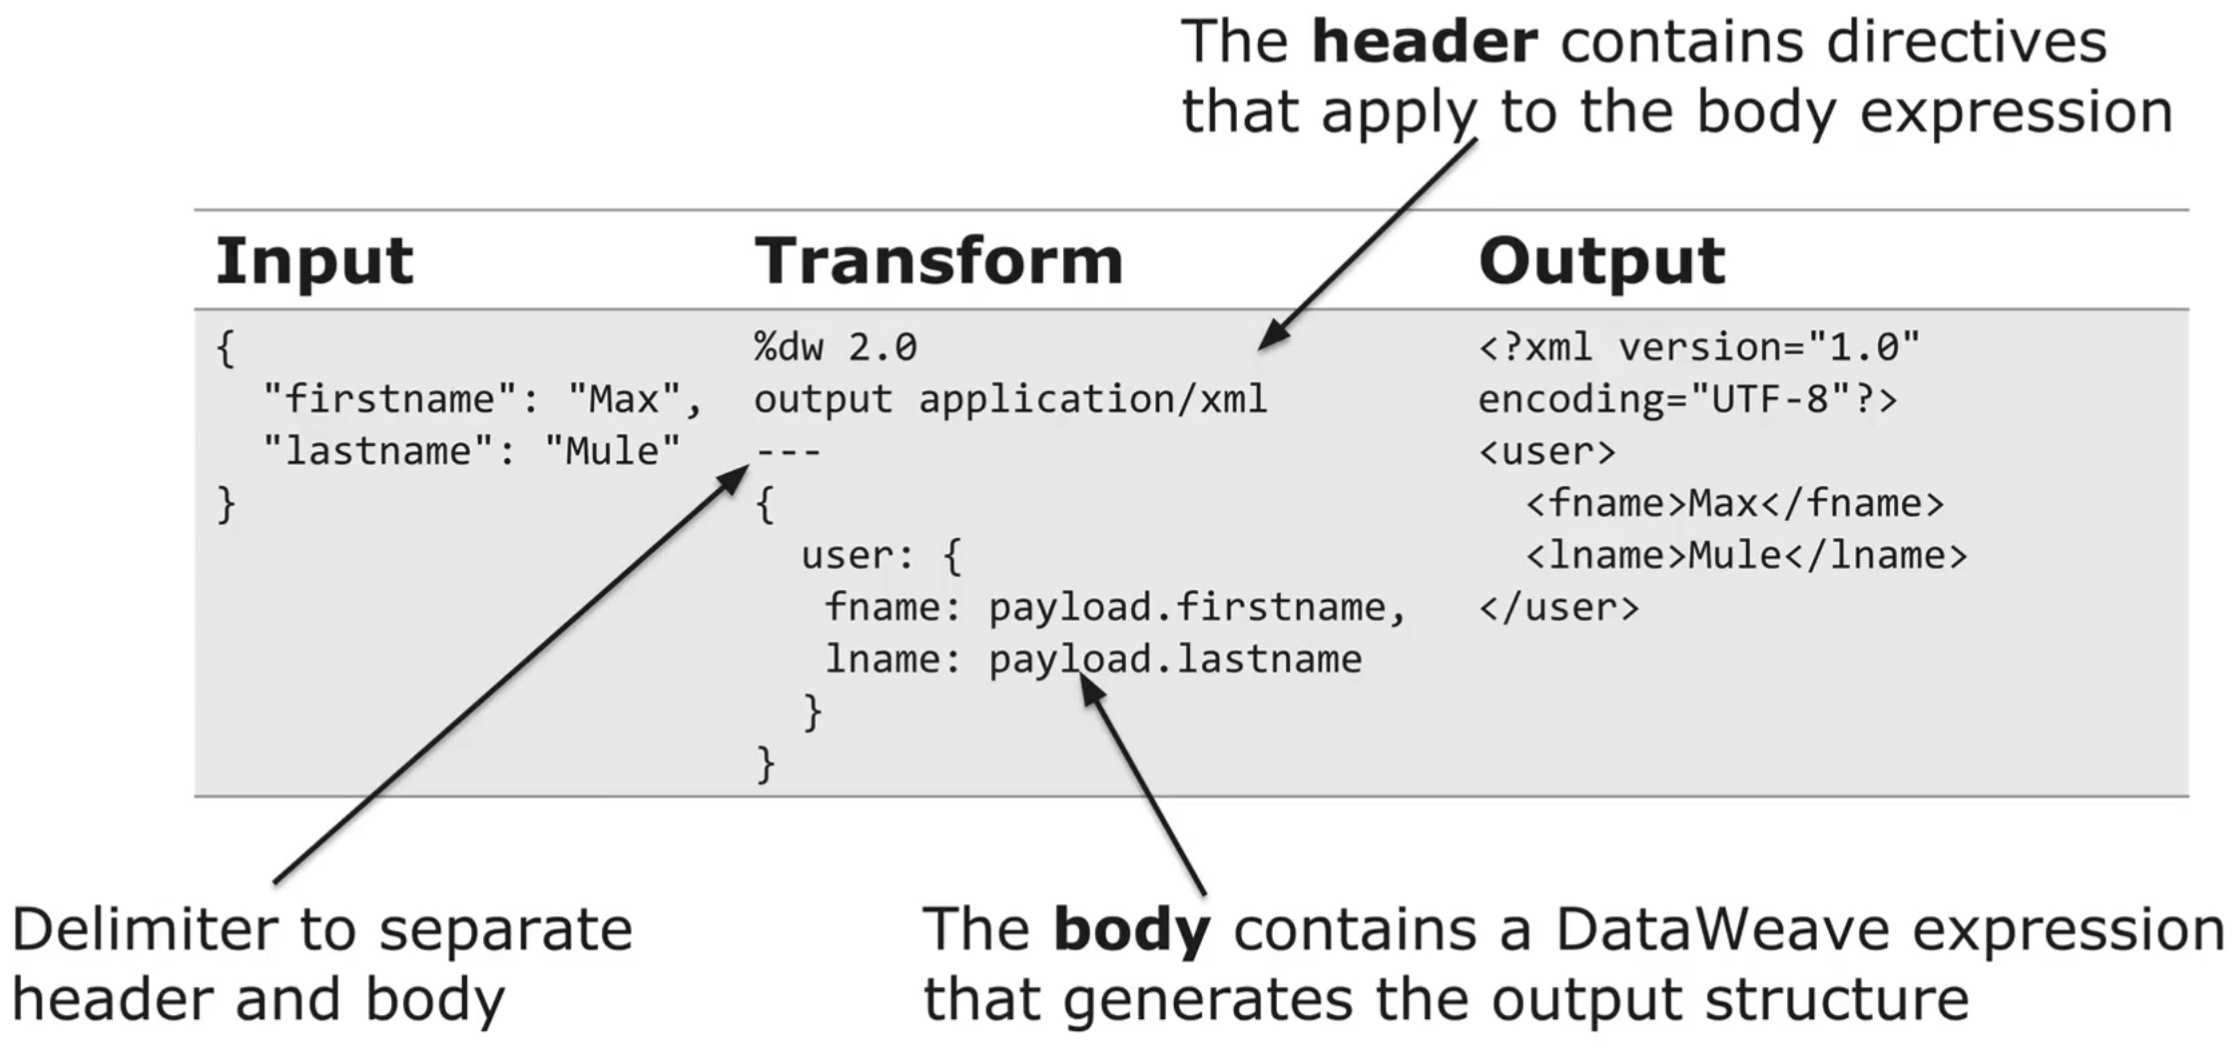 The header contains directives
that apply to the body expression
Input
Transform
Output
{
"firstname": "Max",
"lastname": "Mule"
}
%dw 2.0
output application/xml
---
{
user: {
fname: payload.firstname,
lname: payload.lastname
}
}
<?xml version="1.0"
encoding="UTF-8"?>
<user>
<fname>Max</fname>
<lname>Mule</lname>
</user>
Delimiter to separate
header and body
The body contains a DataWeave expression
that generates the output structure